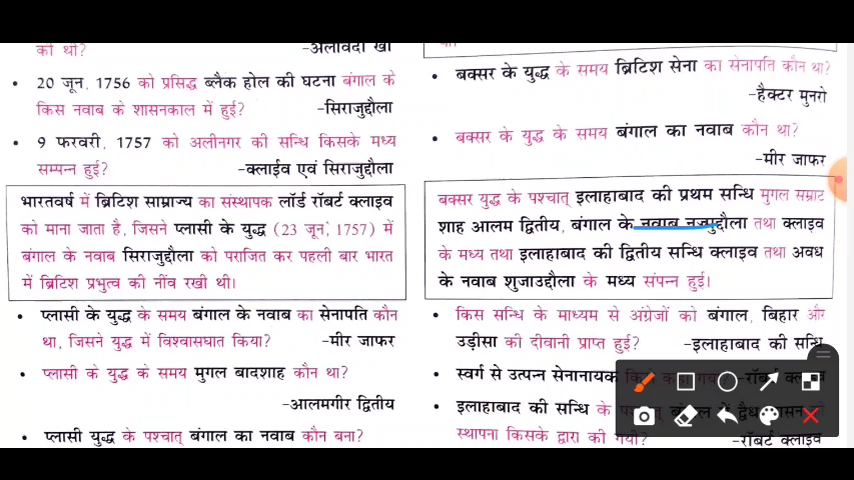 की थी? -अलीवर्दी खाँ
• 20 जून, 1756 को प्रसिद्ध ब्लैक होल की घटना बंगाल के
किस नवाब के शासनकाल में हुई? -सिराजुद्दौला
• 9 फरवरी, 1757 को अलीनगर की सन्धि किसके मध्य
सम्पन्न हुई? -क्लाईव एवं सिराजुद्दौला
भारतवर्ष में ब्रिटिश साम्राज्य का संस्थापक लॉर्ड रॉबर्ट क्लाइव
को माना जाता है, जिसने प्लासी के युद्ध (23 जून, 1757) में
बंगाल के नवाब सिराजुद्दौला को पराजित कर पहली बार भारत
में ब्रिटिश प्रभुत्व की नींव रखी थी।
• प्लासी के युद्ध के समय बंगाल के नवाब का सेनापति कौन
था, जिसने युद्ध में विश्वासघात किया? -मीर जाफर
• प्लासी के युद्ध के समय मुगल बादशाह कौन था?
-आलमगीर द्वितीय
• प्लासी युद्ध के पश्चात् बंगाल का नवाब कौन बना?
• बक्सर के युद्ध के समय ब्रिटिश सेना का सेनापति कौन था?
-हैक्टर मुनरो
• बक्सर के युद्ध के समय बंगाल का नवाब कौन था?
-मीर जाफर
बक्सर युद्ध के पश्चात् इलाहाबाद की प्रथम सन्धि मुगल सम्राट
शाह आलम द्वितीय, बंगाल के नवाब नज्मुद्दौला तथा क्लाइव
के मध्य तथा इलाहाबाद की द्वितीय सन्धि क्लाइव तथा अवध
के नवाब शुजाउद्दौला के मध्य संपन्न हुई।
• किस सन्धि के माध्यम से अंग्रेजों को बंगाल, बिहार और
उड़ीसा की दीवानी प्राप्त हुई? -इलाहाबाद की सन्धि
• स्वर्ग से उत्पन्न सेनानायक किसे कहा गया? -रॉबर्ट क्लाइव
• इलाहाबाद की सन्धि के बंगाल में द्वैध शासन
स्थापना किसके द्वारा की गयी? -रॉबर्ट क्लाइव